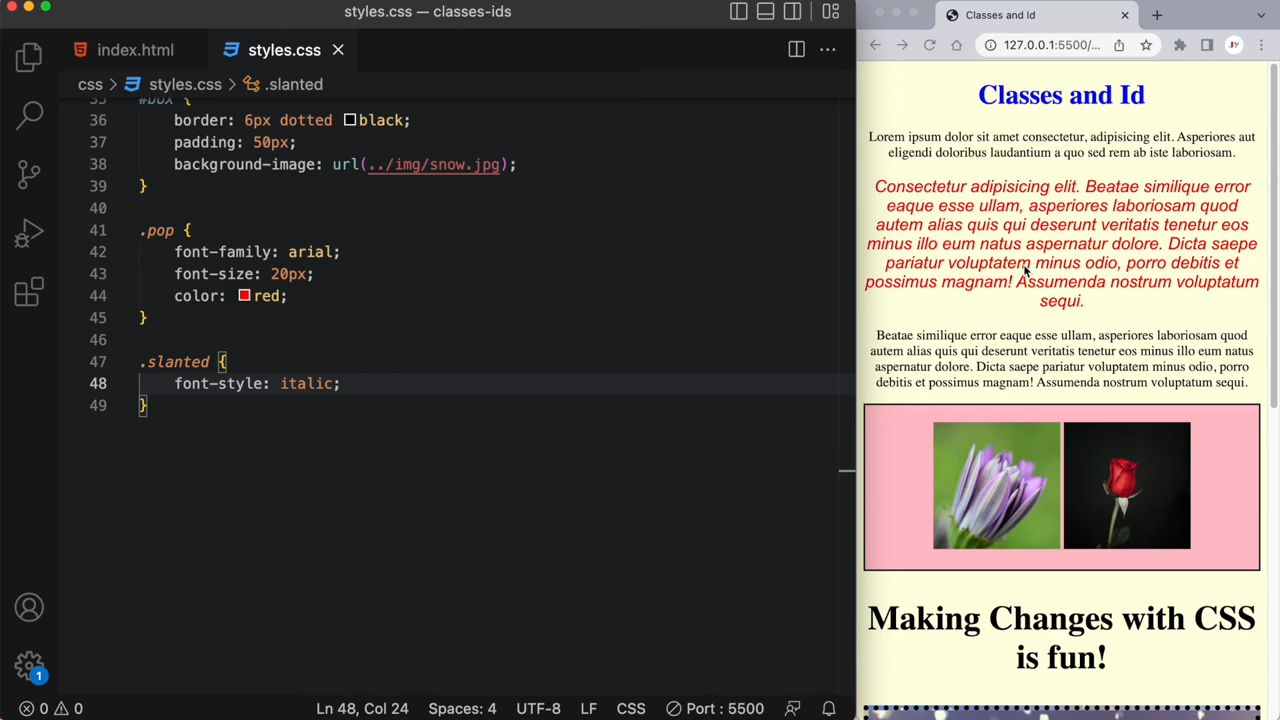 styles.css — classes-ids
Classes and Id
index.html
styles.css
127.0.0.1:5500/...
css > styles.css > .slanted
35 #box {
36 border: 6px dotted black;
37 padding: 50px;
38 background-image: url(../img/snow.jpg);
39 }
40
41 .pop {
42 font-family: arial;
43 font-size: 20px;
44 color: red;
45 }
46
47 .slanted {
48 font-style: italic;
49 }
Classes and Id
Lorem ipsum dolor sit amet consectetur, adipisicing elit. Asperiores aut
eligendi doloribus laudantium a quo sed rem ab iste laboriosam.
Consectetur adipisicing elit. Beatae similique error
eaque esse ullam, asperiores laboriosam quod
autem alias quis qui deserunt veritatis tenetur eos
minus illo eum natus aspernatur dolore. Dicta saepe
pariatur voluptatem minus odio, porro debitis et
possimus magnam! Assumenda nostrum voluptatem
sequi.
Beatae similique error eaque esse ullam, asperiores laboriosam quod
autem alias quis qui deserunt veritatis tenetur eos minus illo eum natus
aspernatur dolore. Dicta saepe pariatur voluptatem minus odio, porro
debitis et possimus magnam! Assumenda nostrum voluptatem sequi.
Making Changes with CSS
is fun!
1
0 0
Ln 48, Col 24
Spaces: 4
UTF-8
LF
CSS
Port : 5500